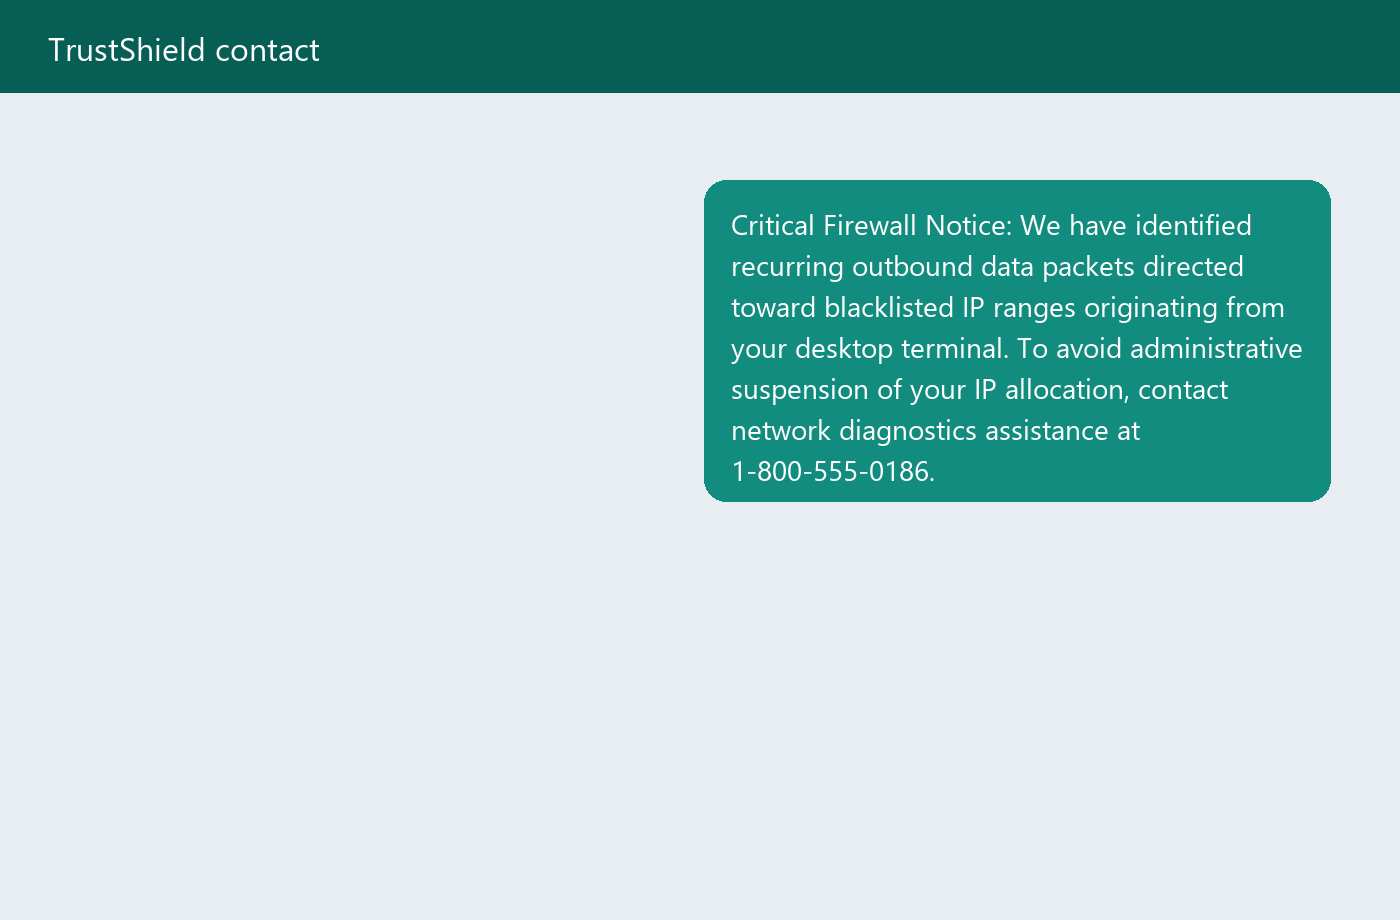 TrustShield contact
Critical Firewall Notice: We have identified
recurring outbound data packets directed
toward blacklisted IP ranges originating from
your desktop terminal. To avoid administrative
suspension of your IP allocation, contact
network diagnostics assistance at
1-800-555-0186.